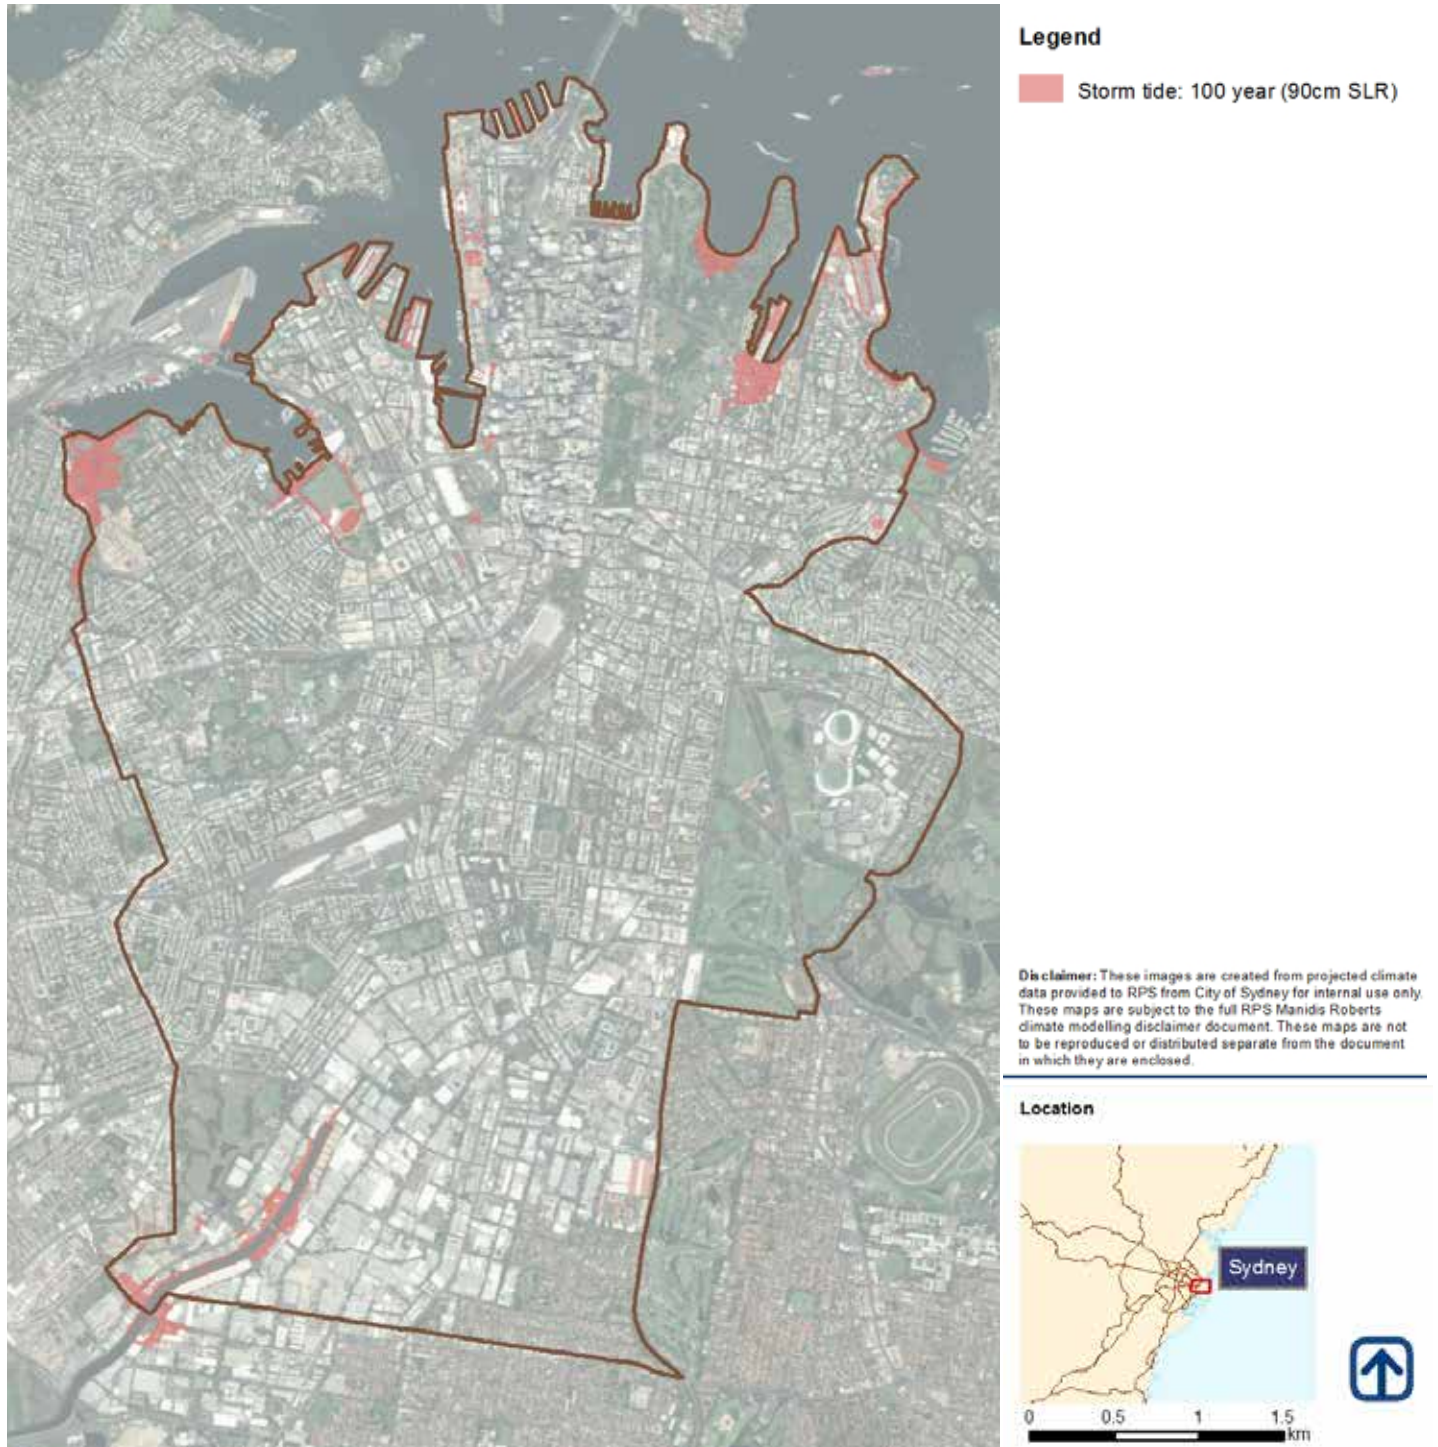 Legend
Storm tide: 100 year (90cm SLR)
Disclaimer: These images are created from projected climate
data provided to RPS from City of Sydney for internal use only.
These maps are subject to the full RPS Manidis Roberts
climate modelling disclaimer document. These maps are not
to be reproduced or distributed separate from the document
in which they are enclosed.
Location
Sydney
0 0.5 1 1.5
km